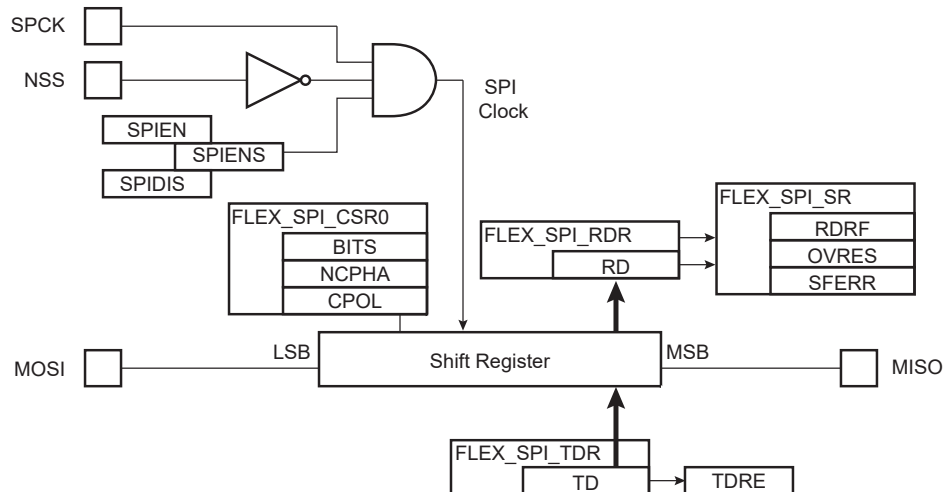 SPCK
NSS
SPI
Clock
SPIEN
SPIENS
SPIDIS
FLEX_SPI_CSR0
BITS
NCPHA
CPOL
FLEX_SPI_RDR
RD
FLEX_SPI_SR
RDRF
OVRES
SFERR
MOSI
LSB
Shift Register
MSB
MISO
FLEX_SPI_TDR
TD
TDRE